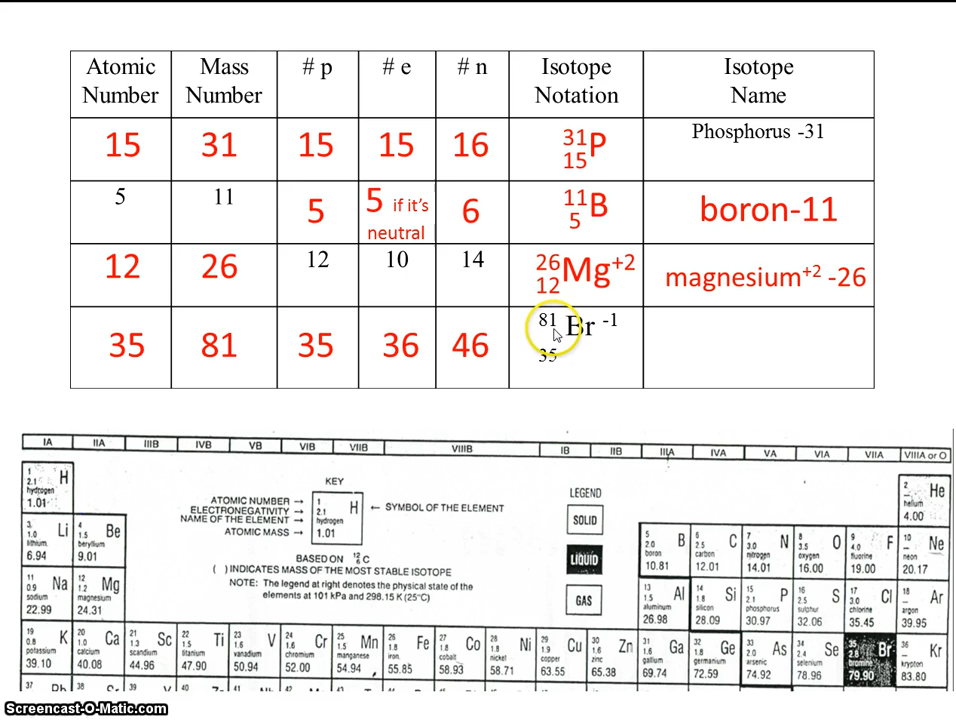 Atomic Number Mass Number # p # e # n Isotope Notation Isotope Name
15 31 15 15 16 31 15 P Phosphorus -31
5 11 5 5 if it's neutral 6 11 5 B boron-11
12 26 12 10 14 26 12 Mg+2 magnesium+2 -26
35 81 35 36 46 81 35 Br -1
IA IIA IIIB IVB VB VIB VIIB VIIIB IB IIB IIIA IVA VA VIA VIIA VIIIA or O
KEY
ATOMIC NUMBER →
ELECTRONEGATIVITY →
NAME OF THE ELEMENT →
ATOMIC MASS →
1 H
2.1
hydrogen
1.01
← SYMBOL OF THE ELEMENT
BASED ON 12 6 C
( ) INDICATES MASS OF THE MOST STABLE ISOTOPE
NOTE: The legend at right denotes the physical state of the
elements at 101 kPa and 298.15 K (25°C)
LEGEND
SOLID
LIQUID
GAS
1 H
2.1
hydrogen
1.01
2 He
helium
4.00
3 Li 4 Be 5 B 6 C 7 N 8 O 9 F 10 Ne
1.0 1.5 2.0 2.5 3.0 3.5 4.0
lithium beryllium boron carbon nitrogen oxygen fluorine neon
6.94 9.01 10.81 12.01 14.01 16.00 19.00 20.17
11 Na 12 Mg 13 Al 14 Si 15 P 16 S 17 Cl 18 Ar
0.9 1.2 1.5 1.8 2.1 2.5 3.0
sodium magnesium aluminum silicon phosphorus sulphur chlorine argon
22.99 24.31 26.98 28.09 30.97 32.06 35.45 39.95
19 K 20 Ca 21 Sc 22 Ti 23 V 24 Cr 25 Mn 26 Fe 27 Co 28 Ni 29 Cu 30 Zn 31 Ga 32 Ge 33 As 34 Se 35 Br 36 Kr
0.8 1.0 1.3 1.5 1.6 1.6 1.5 1.8 1.8 1.8 1.9 1.6 1.6 1.8 2.0 2.4 2.8
potassium calcium scandium titanium vanadium chromium manganese iron cobalt nickel copper zinc gallium germanium arsenic selenium bromine krypton
39.10 40.08 44.96 47.90 50.94 52.00 54.94 55.85 58.93 58.71 63.55 65.38 69.74 72.59 74.92 78.96 79.90 83.80
37 38 39 40
Screencast-O-Matic.com